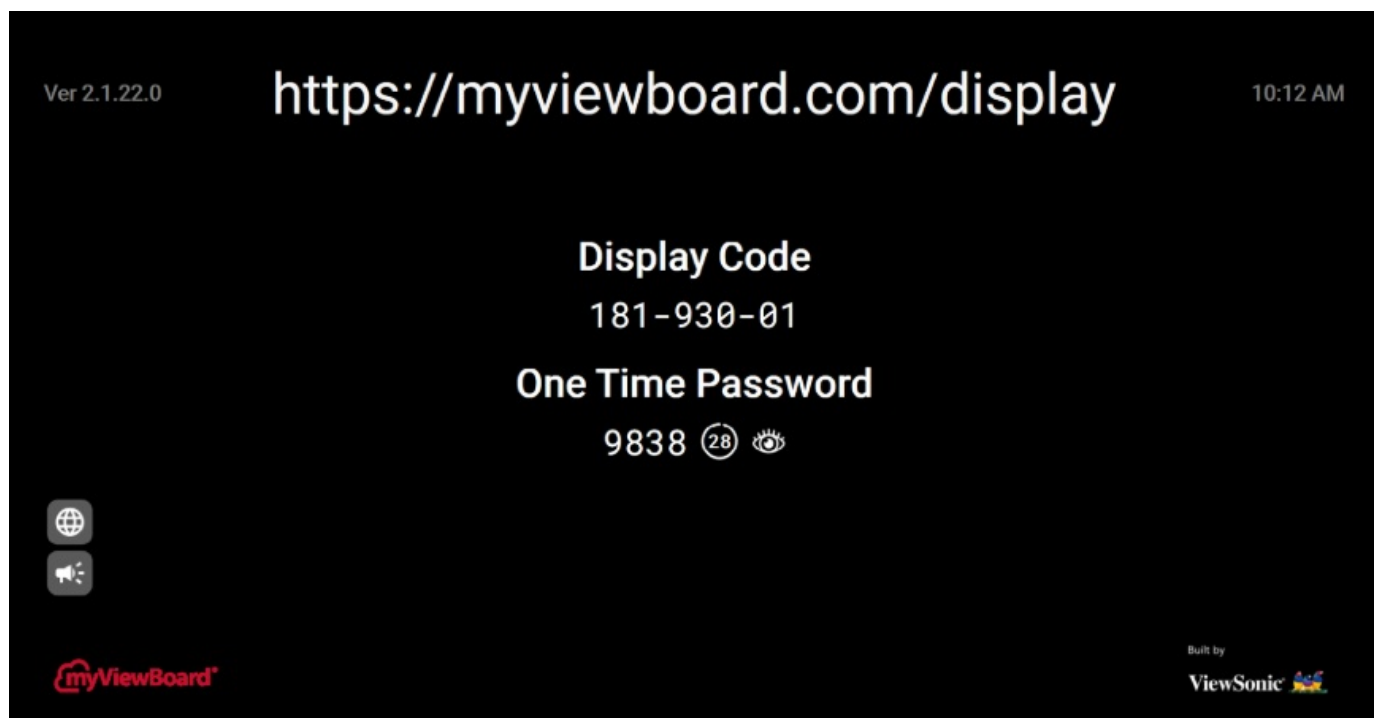 Ver 2.1.22.0
https://myviewboard.com/display
10:12 AM
Display Code
181-930-01
One Time Password
9838 28
myViewBoard
Built by
ViewSonic